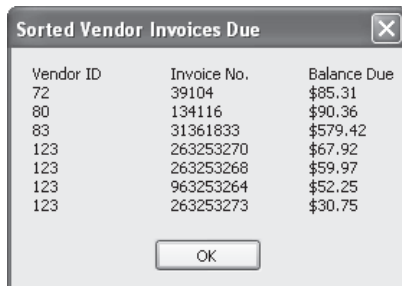 Sorted Vendor Invoices Due
Vendor ID Invoice No. Balance Due
72 39104 $85.31
80 134116 $90.36
83 31361833 $579.42
123 263253270 $67.92
123 263253268 $59.97
123 963253264 $52.25
123 263253273 $30.75
OK